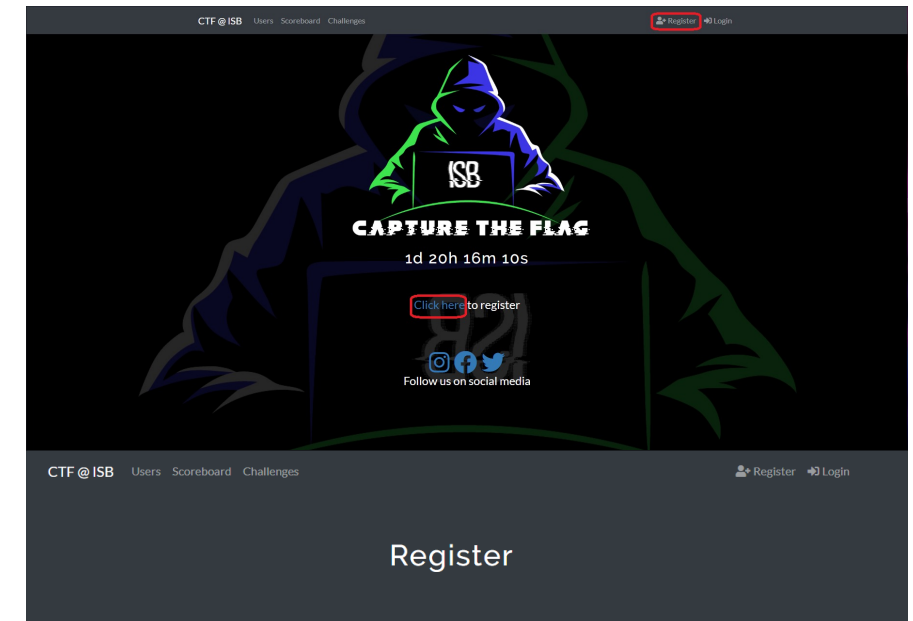 CTF @ ISB Users Scoreboard Challenges Register Login
ISB
CAPTURE THE FLAG
1d 20h 16m 10s
Click here to register
Follow us on social media
CTF @ ISB Users Scoreboard Challenges Register Login
Register